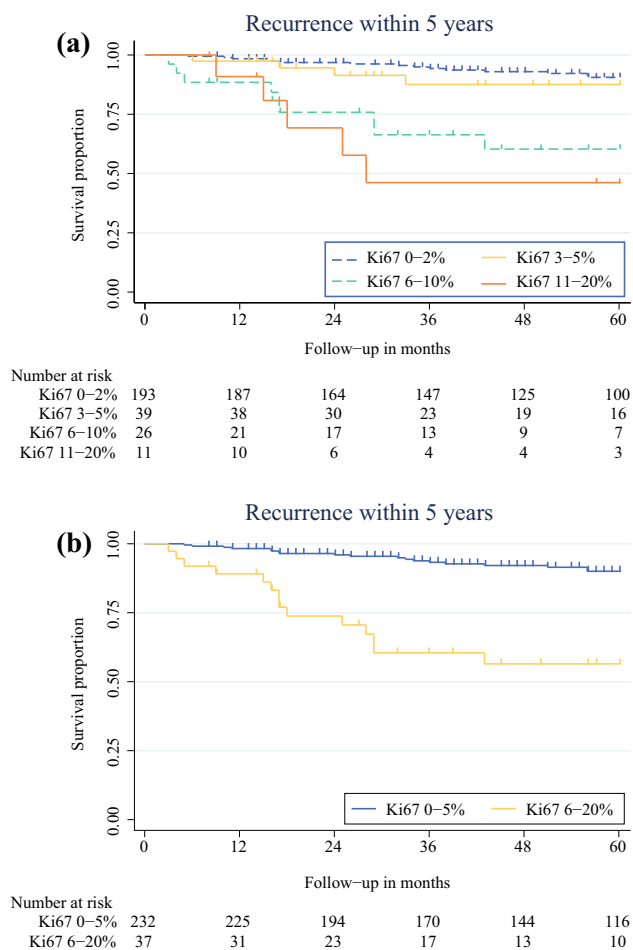 Recurrence within 5 years
(a)
1.00
0.75
0.50
0.25
0.00
Survival proportion
Ki67 0−2% Ki67 3−5%
Ki67 6−10% Ki67 11−20%
0 12 24 36 48 60
Follow−up in months
Number at risk
Ki67 0−2% 193 187 164 147 125 100
Ki67 3−5% 39 38 30 23 19 16
Ki67 6−10% 26 21 17 13 9 7
Ki67 11−20% 11 10 6 4 4 3
Recurrence within 5 years
(b)
1.00
0.75
0.50
0.25
0.00
Survival proportion
Ki67 0−5% Ki67 6−20%
0 12 24 36 48 60
Follow−up in months
Number at risk
Ki67 0−5% 232 225 194 170 144 116
Ki67 6−20% 37 31 23 17 13 10